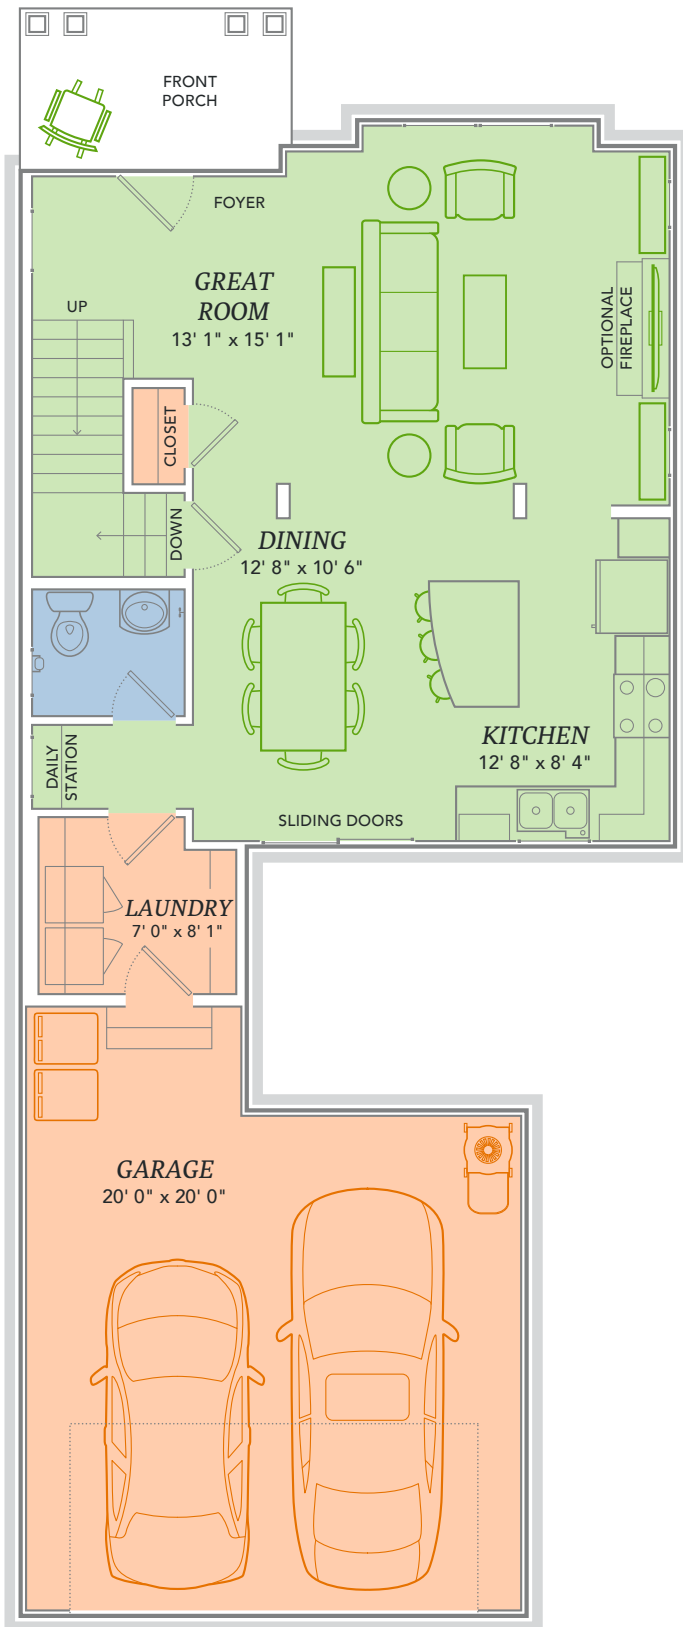 FRONT
PORCH
FOYER
GREAT
ROOM
13' 1" x 15' 1"
UP
OPTIONAL
FIREPLACE
CLOSET
DOWN
DINING
12' 8" x 10' 6"
KITCHEN
12' 8" x 8' 4"
DAILY
STATION
SLIDING DOORS
LAUNDRY
7' 0" x 8' 1"
GARAGE
20' 0" x 20' 0"